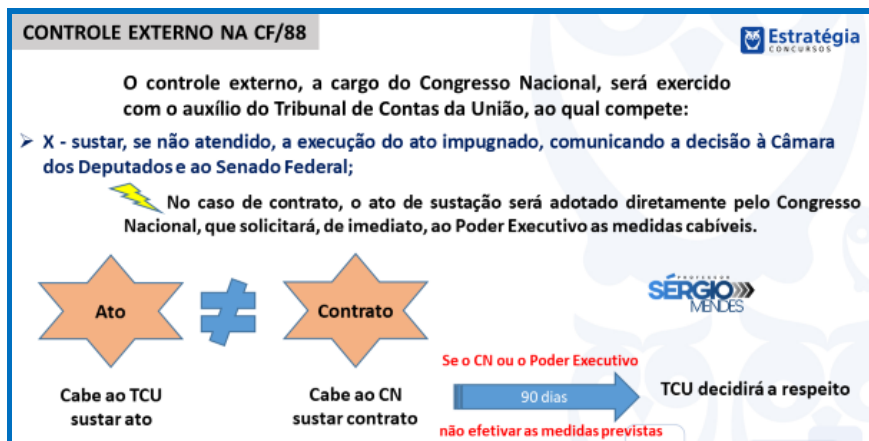 CONTROLE EXTERNO NA CF/88
Estratégia
CONCURSOS
O controle externo, a cargo do Congresso Nacional, será exercido
com o auxílio do Tribunal de Contas da União, ao qual compete:
➢ X - sustar, se não atendido, a execução do ato impugnado, comunicando a decisão à Câmara
dos Deputados e ao Senado Federal;
No caso de contrato, o ato de sustação será adotado diretamente pelo Congresso
Nacional, que solicitará, de imediato, ao Poder Executivo as medidas cabíveis.
PROFESSOR
SÉRGIO
MENDES
Ato
≠
Contrato
Se o CN ou o Poder Executivo
90 dias
não efetivar as medidas previstas
TCU decidirá a respeito
Cabe ao TCU
sustar ato
Cabe ao CN
sustar contrato